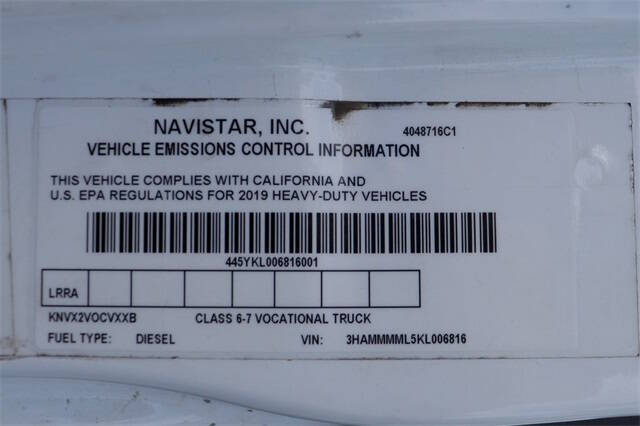 NAVISTAR, INC. 4048716C1
VEHICLE EMISSIONS CONTROL INFORMATION
THIS VEHICLE COMPLIES WITH CALIFORNIA AND
U.S. EPA REGULATIONS FOR 2019 HEAVY-DUTY VEHICLES
445YKL006816001
LRRA
KNVX2VOCVXXB CLASS 6-7 VOCATIONAL TRUCK
FUEL TYPE: DIESEL VIN: 3HAMMMML5KL006816